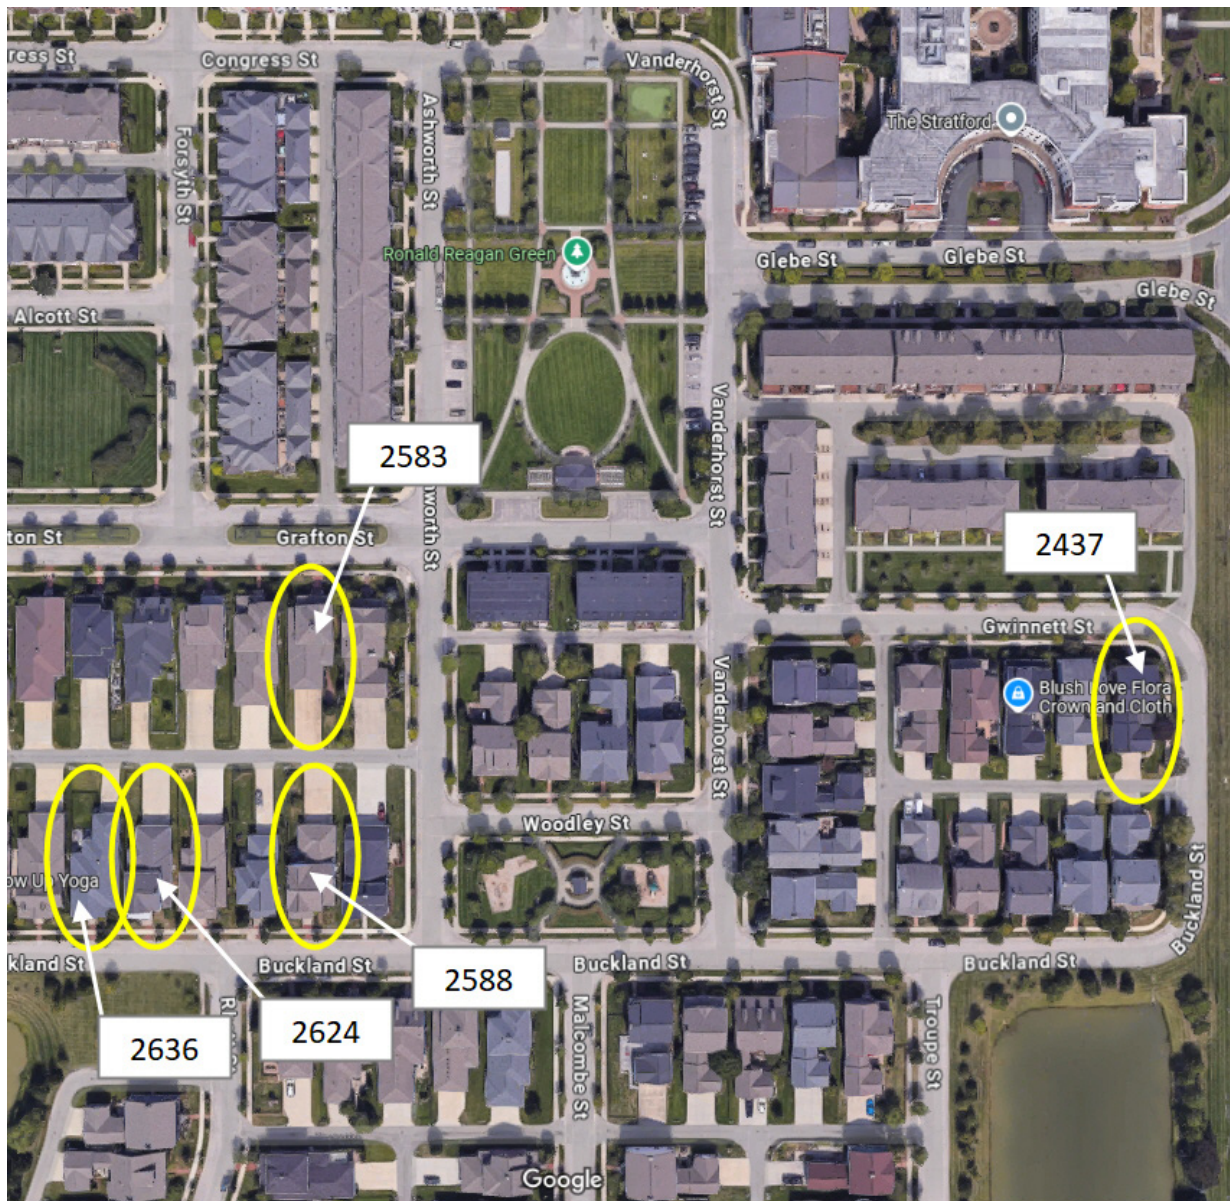 ress St
Congress St
Vanderhorst St
Ashworth St
Forsyth St
The Stratford
Ronald Reagan Green
Glebe St
Glebe St
Glebe St
Alcott St
Vanderhorst St
2583
2437
ton St
Grafton St
hworth St
Gwinnett St
Vanderhorst St
Blush Love Flora
Crown and Cloth
Woodley St
ow Up Yoga
Buckland St
kland St
Buckland St
Buckland St
Buckland St
2588
2624
2636
Malcombe St
Troupe St
Google